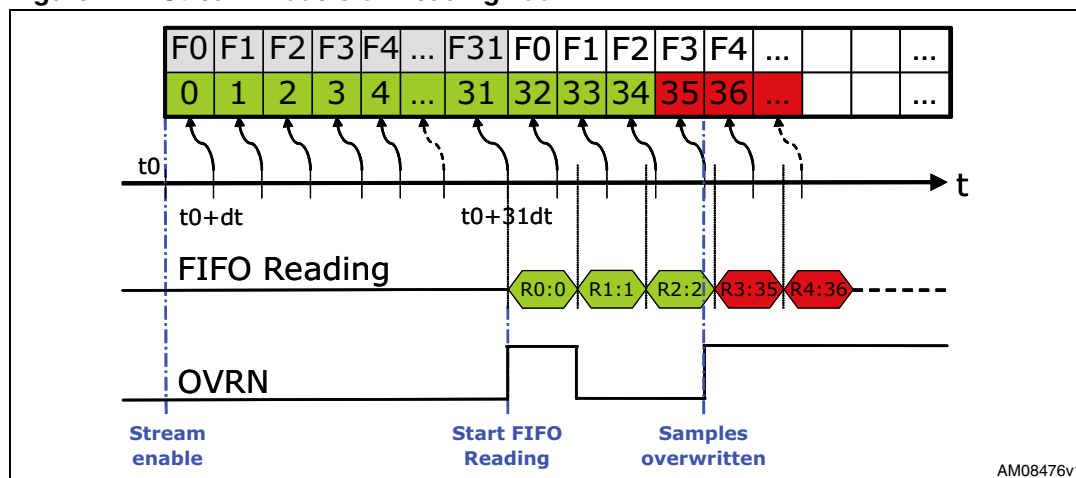 F0 F1 F2 F3 F4 ... F31 F0 F1 F2 F3 F4 ... ...
0 1 2 3 4 ... 31 32 33 34 35 36 ... ...
t0
t
t0+dt t0+31dt
FIFO Reading
R0:0 R1:1 R2:2 R3:35 R4:36
OVRN
Stream enable
Start FIFO Reading
Samples overwritten
AM08476v1